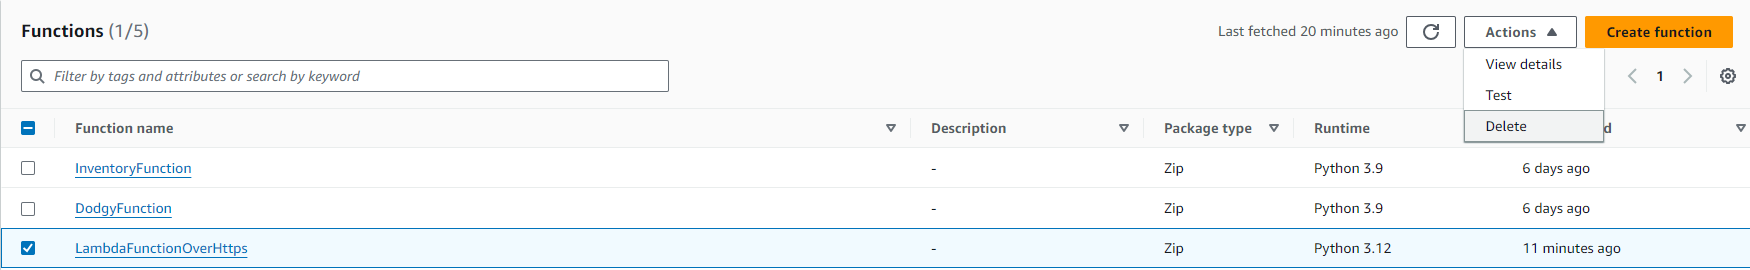 Functions (1/5)
Last fetched 20 minutes ago
Actions
Create function
Filter by tags and attributes or search by keyword
View details
Test
Delete
1
Function name
Description
Package type
Runtime
d
InventoryFunction - Zip Python 3.9 6 days ago
DodgyFunction - Zip Python 3.9 6 days ago
LambdaFunctionOverHttps - Zip Python 3.12 11 minutes ago